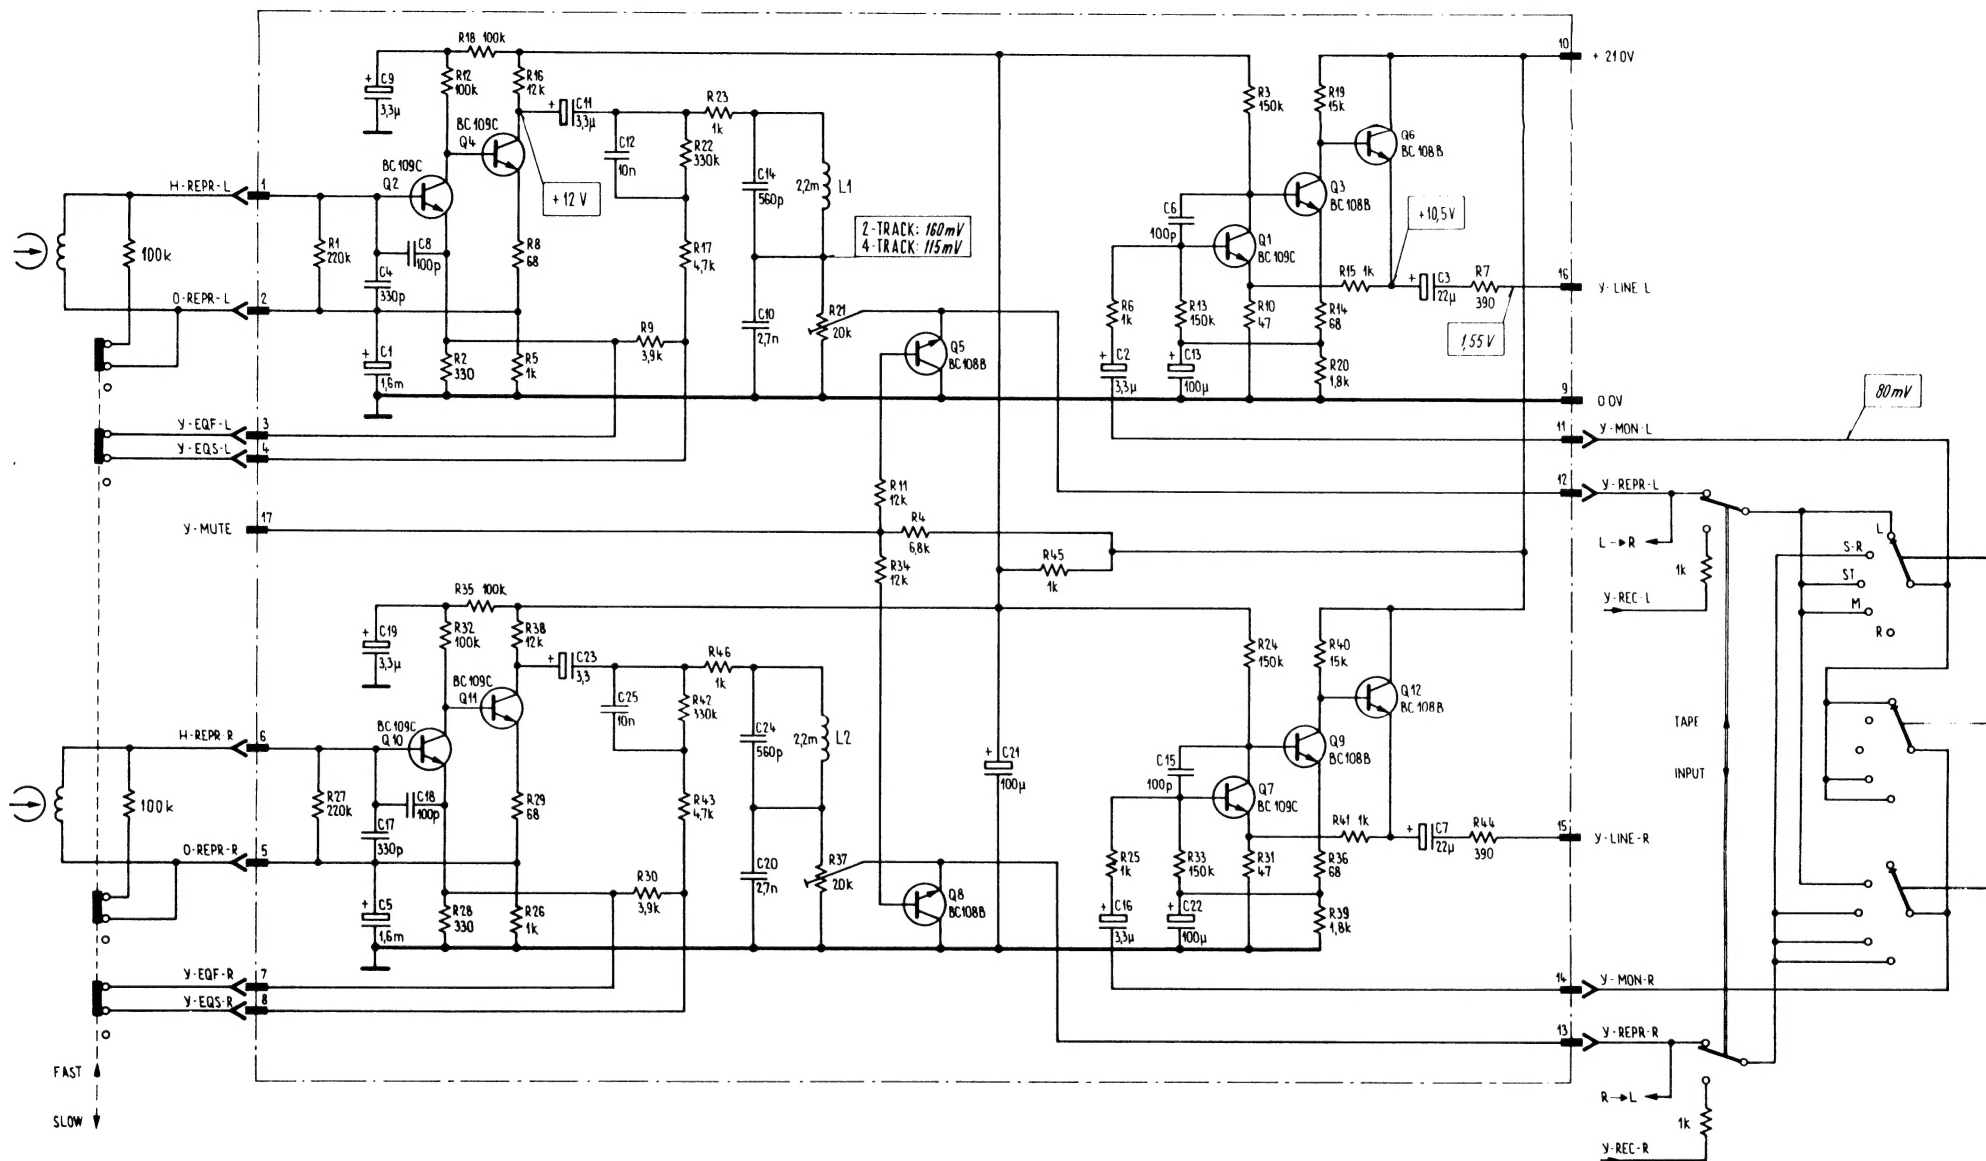 R18 100k
10
+ 21 0V
C9
3,3µ
R12
100k
R16
12k
C11
3,3µ
R23
1k
R3
150k
R19
15k
BC109C
Q4
C12
10n
R22
330k
Q6
BC108B
BC109C
Q2
C14
560p
2,2m
L1
H-REPR-L
1
+ 12 V
C6
100p
Q3
BC108B
+10,5V
2-TRACK: 160mV
4-TRACK: 115mV
100k
R1
220k
C8
100p
C4
330p
R8
68
R17
4,7k
Q1
BC109C
R15 1k
C3
22µ
R7
390
16
Y-LINE L
O-REPR-L
2
C10
2,7n
R21
20k
R6
1k
R13
150k
R10
47
R14
68
1,55V
C1
1,6m
R2
330
R5
1k
R9
3,9k
Q5
BC108B
C2
3,3µ
C13
100µ
R20
1,8k
9
0 0V
80mV
Y-EQF-L
3
Y-EQS-L
4
11
Y-MON-L
R11
12k
12
Y-REPR-L
Y-MUTE
17
R4
6,8k
R34
12k
R45
1k
L→R
1k
Y-REC-L
L
S-R
ST
M
R
R35 100k
C19
3,3µ
R32
100k
R38
12k
C23
3,3
R46
1k
R24
150k
R40
15k
BC109C
Q11
C25
10n
R42
330k
Q12
BC108B
BC109C
Q10
C24
560p
2,2m
L2
H-REPR R
6
C21
100µ
C15
100p
Q9
BC108B
TAPE
INPUT
100k
R27
220k
C18
100p
C17
330p
R29
68
R43
4,7k
Q7
BC109C
R41 1k
C7
22µ
R44
390
15
Y-LINE-R
O-REPR-R
5
C20
2,7n
R37
20k
R25
1k
R33
150k
R31
47
R36
68
C5
1,6m
R28
330
R26
1k
R30
3,9k
Q8
BC108B
C16
3,3µ
C22
100µ
R39
1,8k
Y-EQF-R
7
Y-EQS-R
8
14
Y-MON-R
13
Y-REPR-R
FAST
SLOW
R→L
1k
Y-REC-R